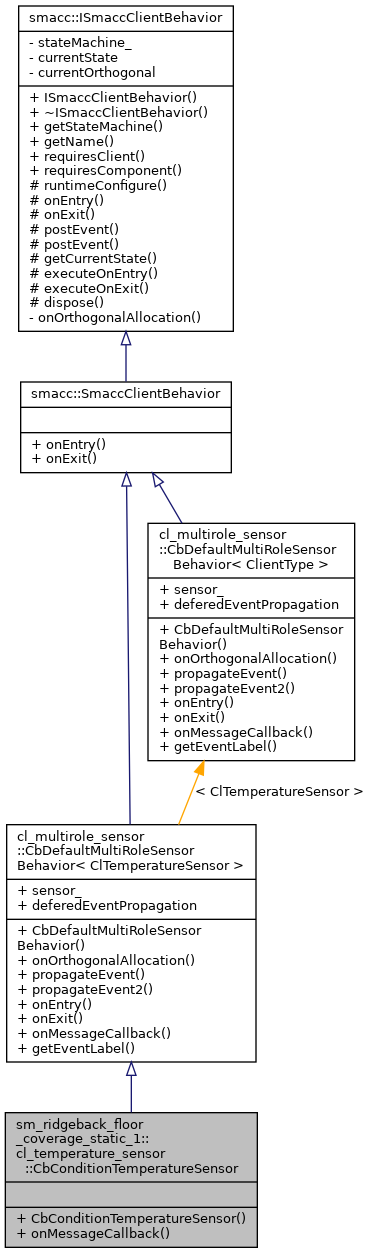 smacc::ISmaccClientBehavior
- stateMachine_
- currentState
- currentOrthogonal
+ ISmaccClientBehavior()
+ ~ISmaccClientBehavior()
+ getStateMachine()
+ getName()
+ requiresClient()
+ requiresComponent()
# runtimeConfigure()
# onEntry()
# onExit()
# postEvent()
# postEvent()
# getCurrentState()
# executeOnEntry()
# executeOnExit()
# dispose()
- onOrthogonalAllocation()
smacc::SmaccClientBehavior
+ onEntry()
+ onExit()
cl_multirole_sensor
::CbDefaultMultiRoleSensor
Behavior< ClientType >
+ sensor_
+ deferedEventPropagation
+ CbDefaultMultiRoleSensor
Behavior()
+ onOrthogonalAllocation()
+ propagateEvent()
+ propagateEvent2()
+ onEntry()
+ onExit()
+ onMessageCallback()
+ getEventLabel()
< ClTemperatureSensor >
cl_multirole_sensor
::CbDefaultMultiRoleSensor
Behavior< ClTemperatureSensor >
+ sensor_
+ deferedEventPropagation
+ CbDefaultMultiRoleSensor
Behavior()
+ onOrthogonalAllocation()
+ propagateEvent()
+ propagateEvent2()
+ onEntry()
+ onExit()
+ onMessageCallback()
+ getEventLabel()
sm_ridgeback_floor
_coverage_static_1::
cl_temperature_sensor
::CbConditionTemperatureSensor
+ CbConditionTemperatureSensor()
+ onMessageCallback()